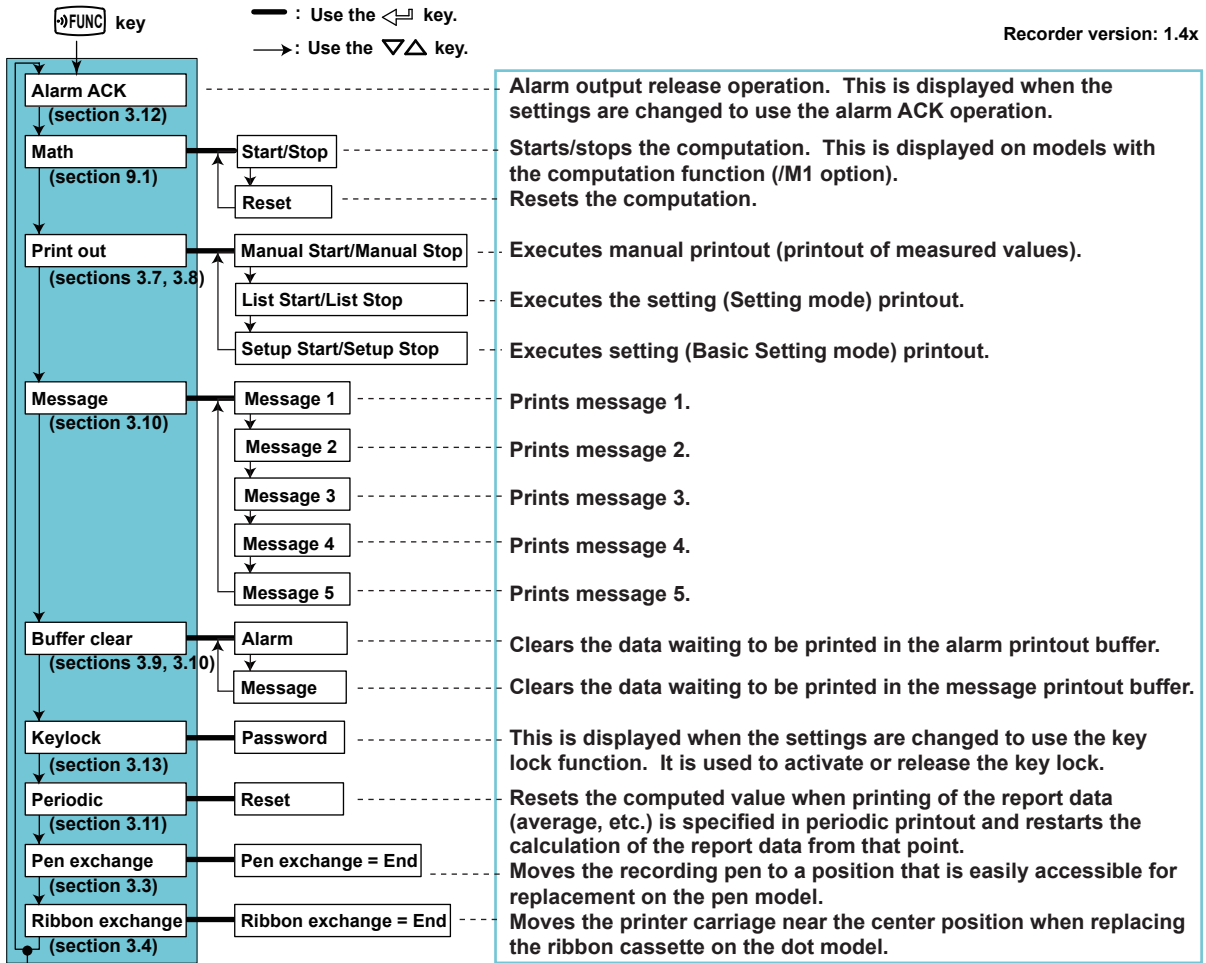 FUNC key
: Use the key.
: Use the key.
Recorder version: 1.4x
Alarm ACK
(section 3.12)
Alarm output release operation. This is displayed when the
settings are changed to use the alarm ACK operation.
Math
(section 9.1)
Start/Stop
Starts/stops the computation. This is displayed on models with
the computation function (/M1 option).
Reset
Resets the computation.
Print out
(sections 3.7, 3.8)
Manual Start/Manual Stop
Executes manual printout (printout of measured values).
List Start/List Stop
Executes the setting (Setting mode) printout.
Setup Start/Setup Stop
Executes setting (Basic Setting mode) printout.
Message
(section 3.10)
Message 1
Prints message 1.
Message 2
Prints message 2.
Message 3
Prints message 3.
Message 4
Prints message 4.
Message 5
Prints message 5.
Buffer clear
(sections 3.9, 3.10)
Alarm
Clears the data waiting to be printed in the alarm printout buffer.
Message
Clears the data waiting to be printed in the message printout buffer.
Keylock
(section 3.13)
Password
This is displayed when the settings are changed to use the key
lock function. It is used to activate or release the key lock.
Periodic
(section 3.11)
Reset
Resets the computed value when printing of the report data
(average, etc.) is specified in periodic printout and restarts the
calculation of the report data from that point.
Pen exchange
(section 3.3)
Pen exchange = End
Moves the recording pen to a position that is easily accessible for
replacement on the pen model.
Ribbon exchange
(section 3.4)
Ribbon exchange = End
Moves the printer carriage near the center position when replacing
the ribbon cassette on the dot model.